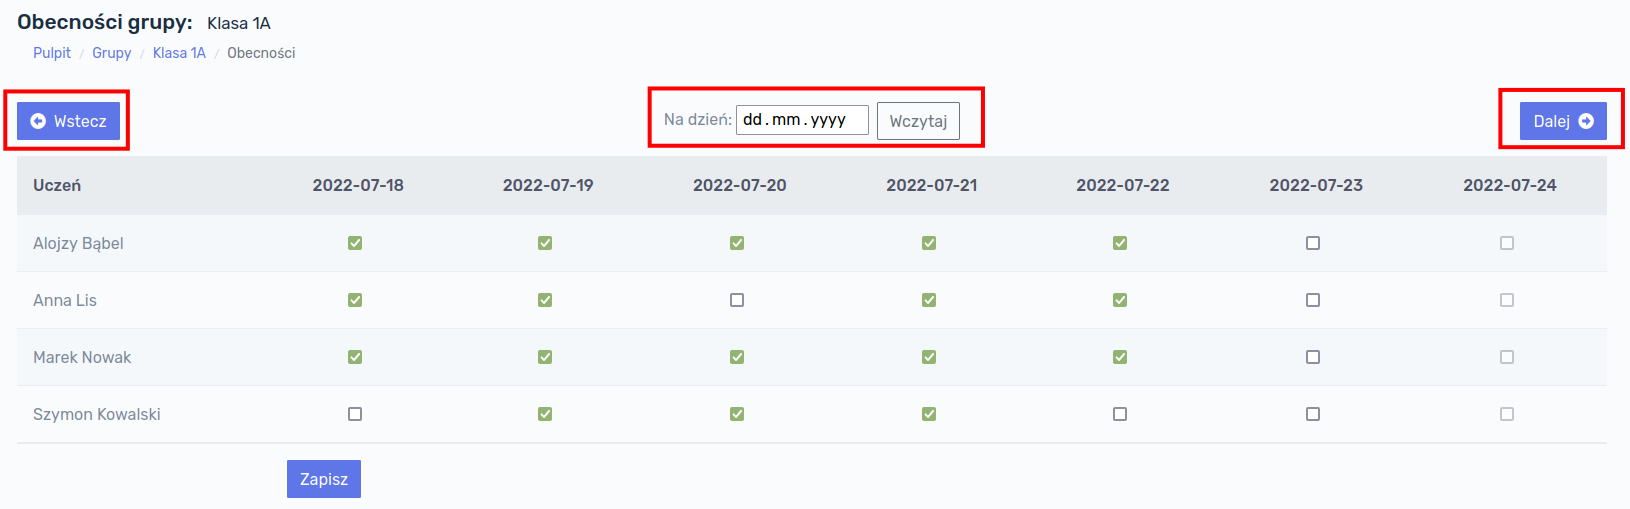 Obecności grupy: Klasa 1A
Pulpit / Grupy / Klasa 1A / Obecności
Wstecz Na dzień: dd.mm.yyyy Wczytaj Dalej
Uczeń 2022-07-18 2022-07-19 2022-07-20 2022-07-21 2022-07-22 2022-07-23 2022-07-24
Alojzy Bąbel
Anna Lis
Marek Nowak
Szymon Kowalski
Zapisz